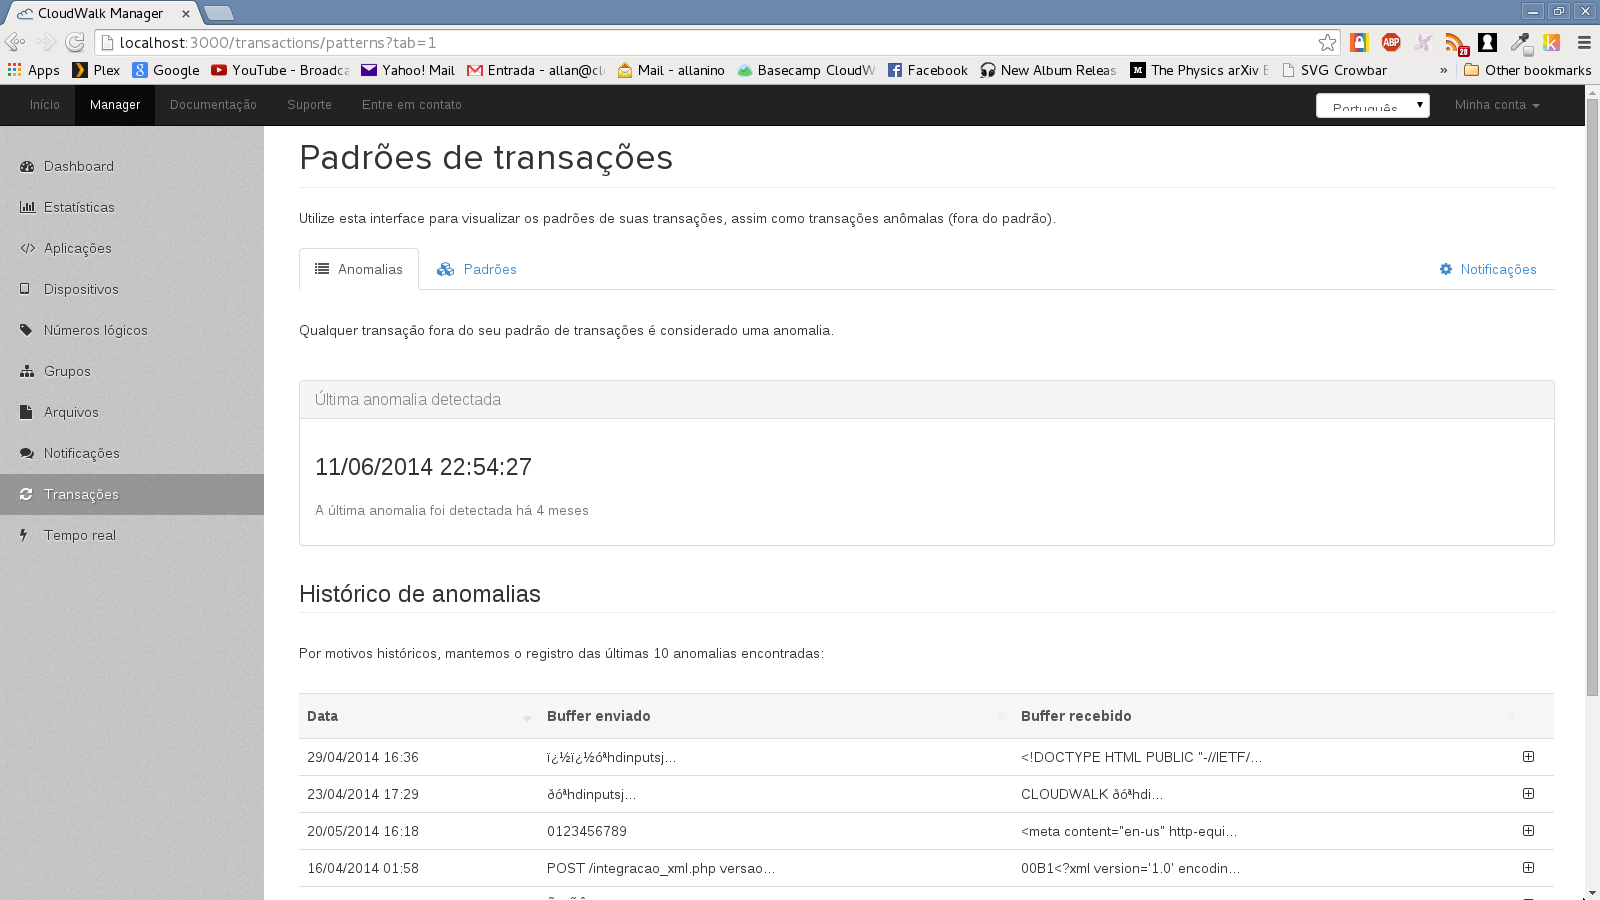 CloudWalk Manager
localhost:3000/transactions/patterns?tab=1
Apps Plex Google YouTube - Broadca Yahoo! Mail Entrada - allan@cl Mail - allanino Basecamp CloudW Facebook New Album Releas The Physics arXiv SVG Crowbar » Other bookmarks
Início Manager Documentação Suporte Entre em contato Português Minha conta
Dashboard
Estatísticas
Aplicações
Dispositivos
Números lógicos
Grupos
Arquivos
Notificações
Transações
Tempo real
Padrões de transações
Utilize esta interface para visualizar os padrões de suas transações, assim como transações anômalas (fora do padrão).
Anomalias Padrões Notificações
Qualquer transação fora do seu padrão de transações é considerado uma anomalia.
Última anomalia detectada
11/06/2014 22:54:27
A última anomalia foi detectada há 4 meses
Histórico de anomalias
Por motivos históricos, mantemos o registro das últimas 10 anomalias encontradas:
Data Buffer enviado Buffer recebido
29/04/2014 16:36 ï¿½ï¿½óªhdinputsj... <!DOCTYPE HTML PUBLIC "-//IETF/...
23/04/2014 17:29 ðóªhdinputsj... CLOUDWALK ðóªhdi...
20/05/2014 16:18 0123456789 <meta content="en-us" http-equi...
16/04/2014 01:58 POST /integracao_xml.php versao... 00B1<?xml version='1.0' encodin...